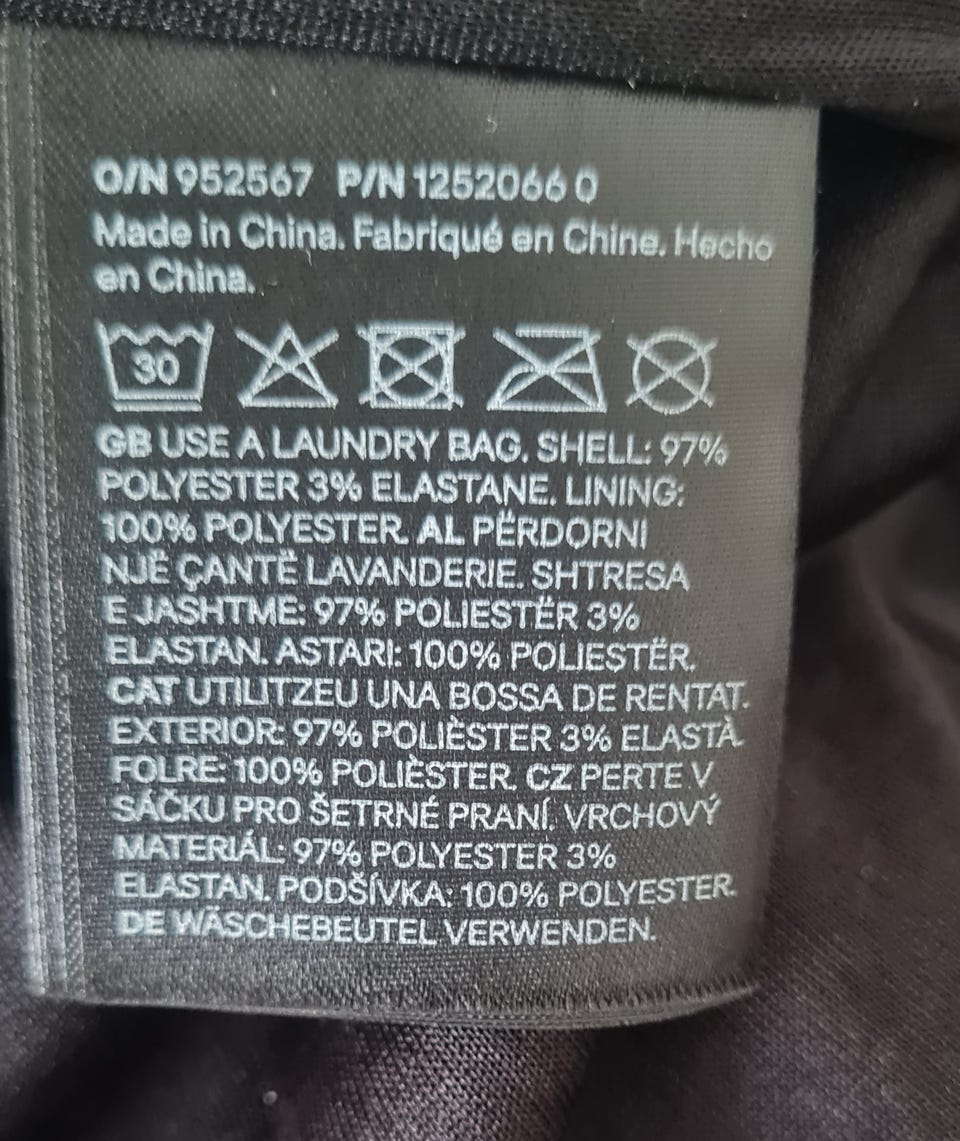 O/N 952567 P/N 1252066 0
Made in China. Fabriqué en Chine. Hecho
en China.
30
GB USE A LAUNDRY BAG. SHELL: 97%
POLYESTER 3% ELASTANE. LINING:
100% POLYESTER. AL PËRDORNI
NJË ÇANTË LAVANDERIE. SHTRESA
E JASHTME: 97% POLIESTËR 3%
ELASTAN. ASTARI: 100% POLIESTËR.
CAT UTILITZEU UNA BOSSA DE RENTAT.
EXTERIOR: 97% POLIÈSTER 3% ELASTÀ.
FOLRE: 100% POLIÈSTER. CZ PERTE V
SÁČKU PRO ŠETRNÉ PRANÍ. VRCHOVÝ
MATERIÁL: 97% POLYESTER 3%
ELASTAN. PODŠÍVKA: 100% POLYESTER.
DE WÄSCHEBEUTEL VERWENDEN.